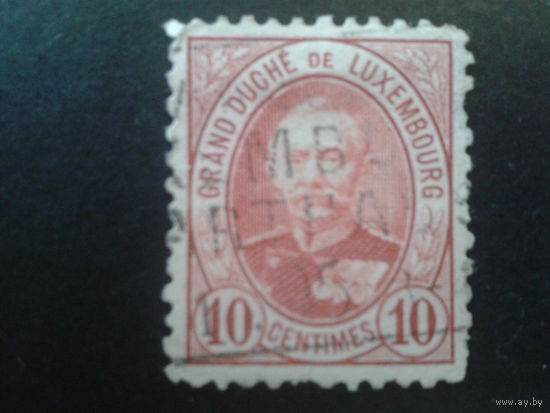 GRAND DUCHÉ DE LUXEMBOURG
10 CENTIMES 10
www.ay.by